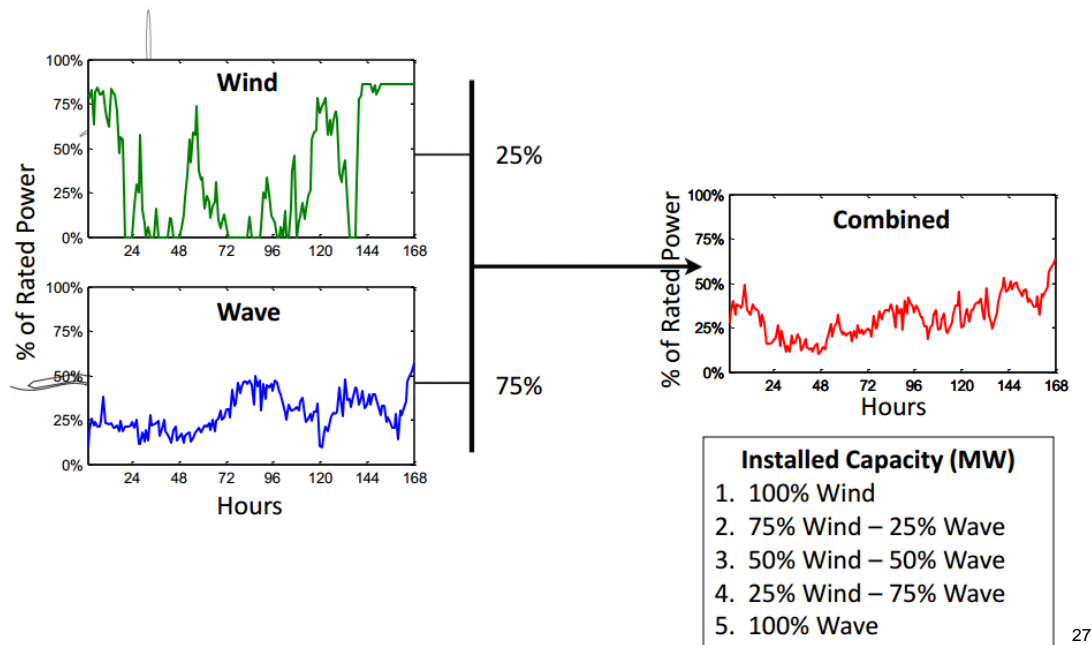 Wind
% of Rated Power
100%
75%
50%
25%
0%
24 48 72 96 120 144 168
25%
Wave
100%
75%
50%
25%
0%
24 48 72 96 120 144 168
Hours
75%
Combined
% of Rated Power
100%
75%
50%
25%
0%
24 48 72 96 120 144 168
Hours
Installed Capacity (MW)
1. 100% Wind
2. 75% Wind – 25% Wave
3. 50% Wind – 50% Wave
4. 25% Wind – 75% Wave
5. 100% Wave
27